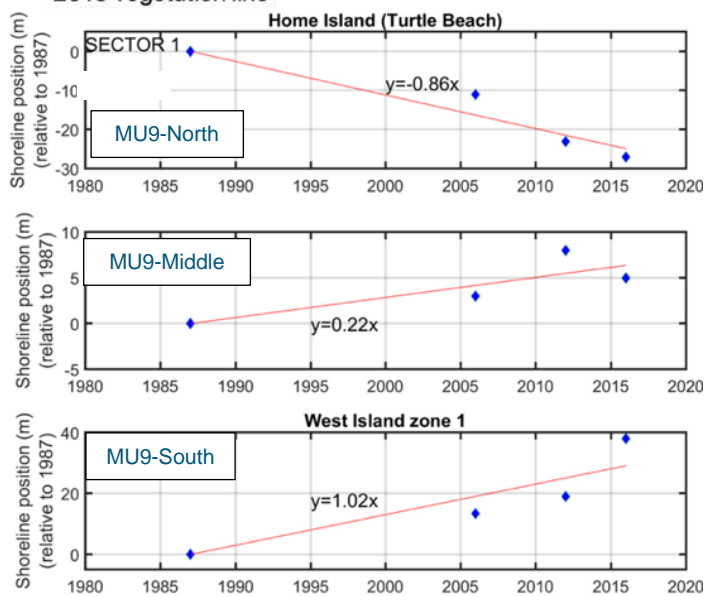 Home Island (Turtle Beach)
SECTOR 1
y=-0.86x
MU9-North
Shoreline position (m)
(relative to 1987)
0
-10
-20
-30
1980 1985 1990 1995 2000 2005 2010 2015 2020
MU9-Middle
y=0.22x
Shoreline position (m)
(relative to 1987)
10
5
0
-5
1980 1985 1990 1995 2000 2005 2010 2015 2020
West Island zone 1
MU9-South
y=1.02x
Shoreline position (m)
(relative to 1987)
40
20
0
1980 1985 1990 1995 2000 2005 2010 2015 2020